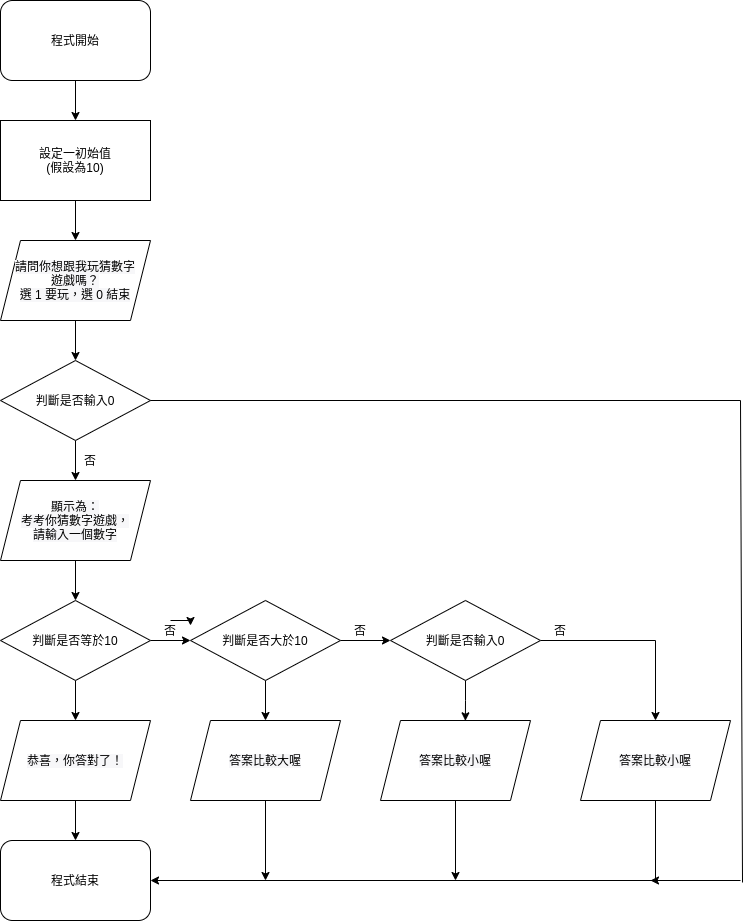 程式開始
設定一初始值
(假設為10)
請問你想跟我玩猜數字
遊戲嗎？
選 1 要玩，選 0 結束
判斷是否輸入0
否
顯示為：
考考你猜數字遊戲，
請輸入一個數字
判斷是否等於10
否
判斷是否大於10
否
判斷是否輸入0
否
恭喜，你答對了！
答案比較大喔
答案比較小喔
答案比較小喔
程式結束